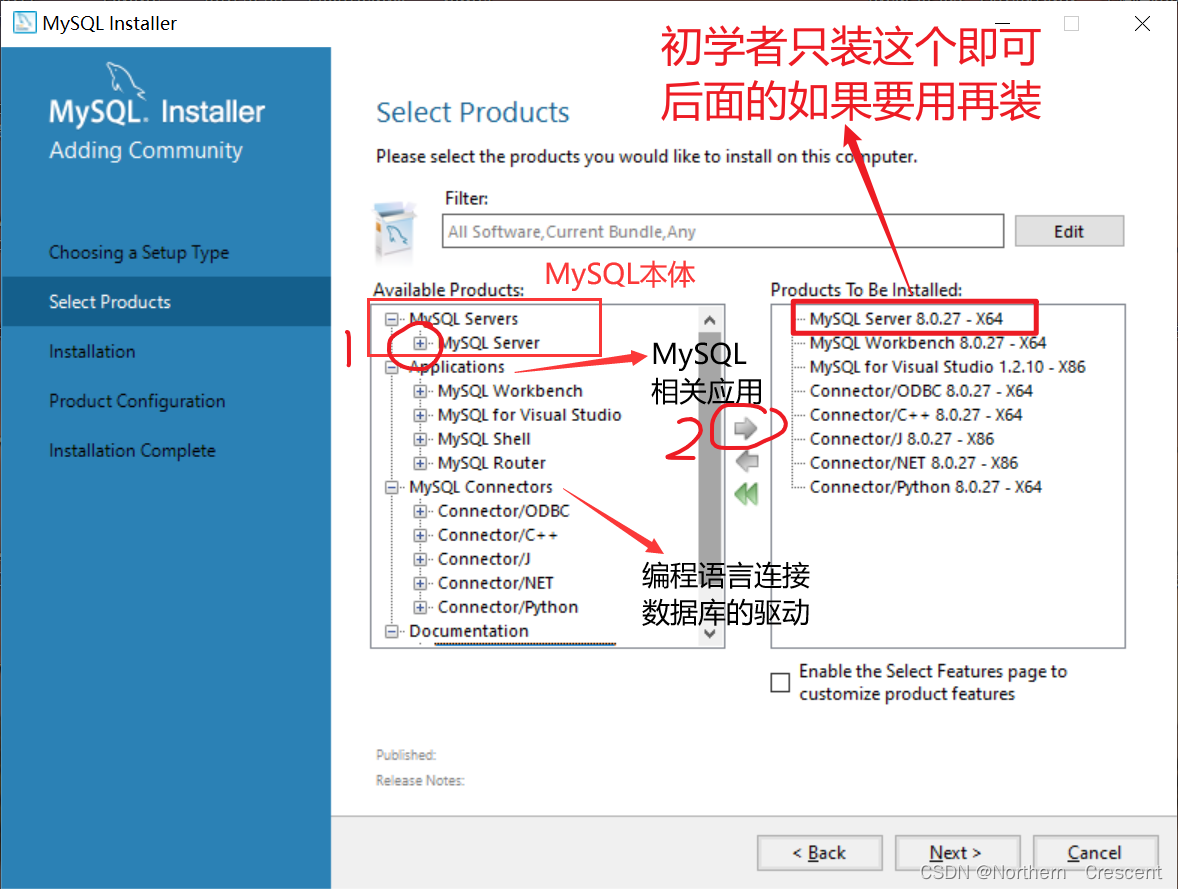 MySQL Installer
初学者只装这个即可
后面的如果要用再装
MySQL. Installer
Adding Community
Choosing a Setup Type
Select Products
Installation
Product Configuration
Installation Complete
Select Products
Please select the products you would like to install on this computer.
Filter:
All Software,Current Bundle,Any
Edit
MySQL本体
Available Products:
MySQL Servers
MySQL Server
Applications
MySQL Workbench
MySQL for Visual Studio
MySQL Shell
MySQL Router
MySQL Connectors
Connector/ODBC
Connector/C++
Connector/J
Connector/NET
Connector/Python
Documentation
1
MySQL
相关应用
2
编程语言连接
数据库的驱动
Products To Be Installed:
MySQL Server 8.0.27 - X64
MySQL Workbench 8.0.27 - X64
MySQL for Visual Studio 1.2.10 - X86
Connector/ODBC 8.0.27 - X64
Connector/C++ 8.0.27 - X64
Connector/J 8.0.27 - X86
Connector/NET 8.0.27 - X86
Connector/Python 8.0.27 - X64
Enable the Select Features page to
customize product features
Published:
Release Notes:
< Back
Next >
Cancel
CSDN @Northern Crescent